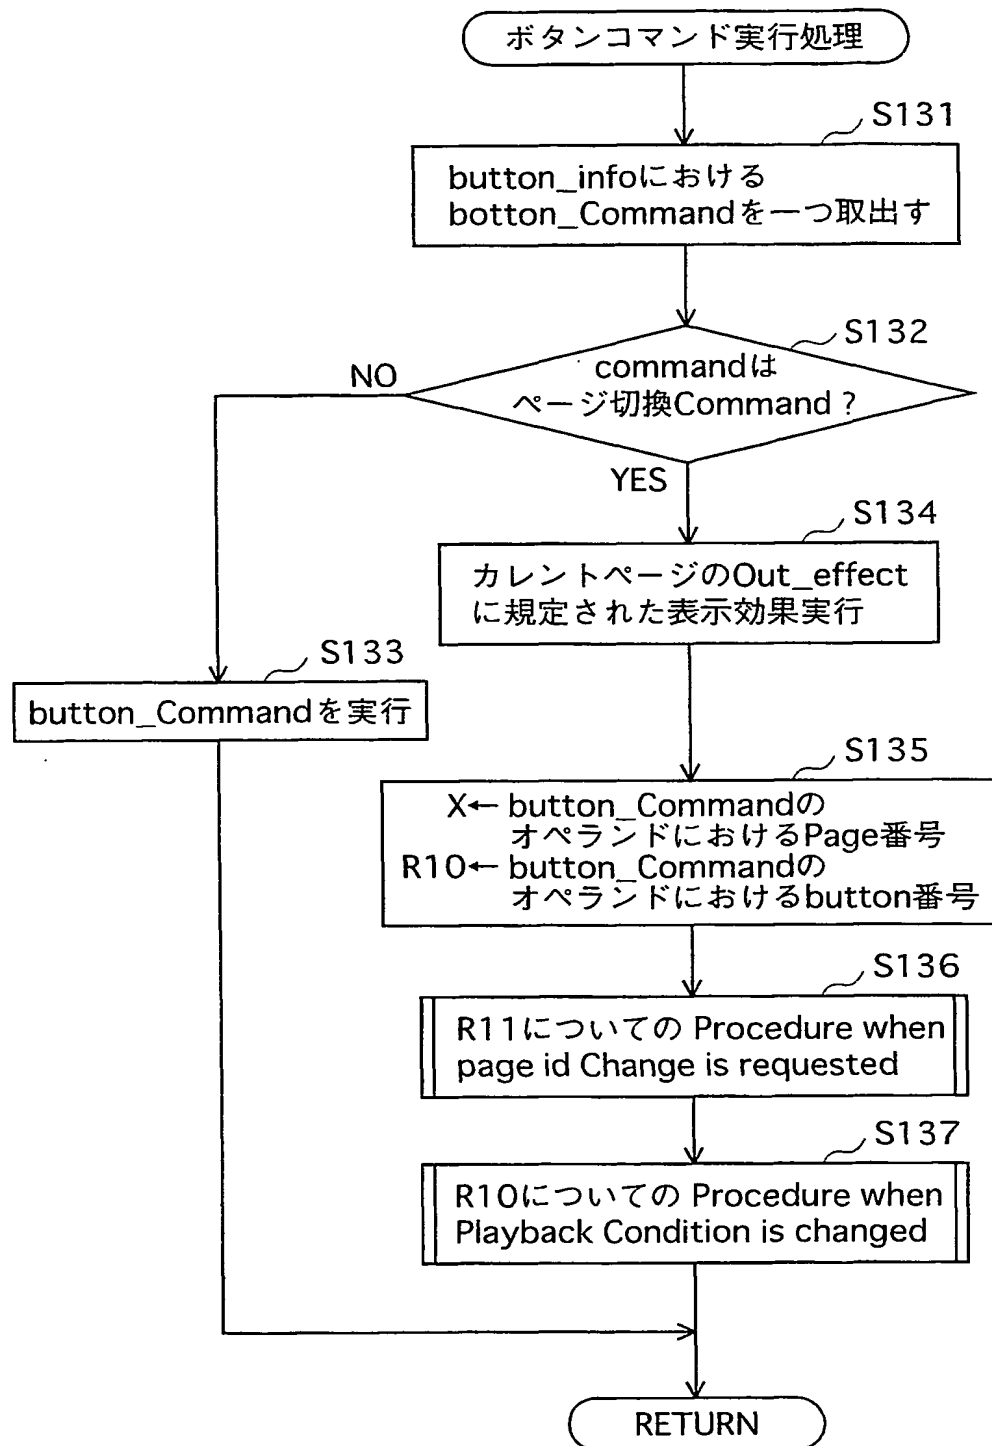 ボタンコマンド実行処理
S131
button_infoにおける
botton_Commandを一つ取出す
S132
commandは
ページ切換Command？
NO
YES
S134
カレントページのOut_effect
に規定された表示効果実行
S133
button_Commandを実行
S135
X← button_Commandの
オペランドにおけるPage番号
R10← button_Commandの
オペランドにおけるbutton番号
S136
R11についての Procedure when
page id Change is requested
S137
R10についての Procedure when
Playback Condition is changed
RETURN